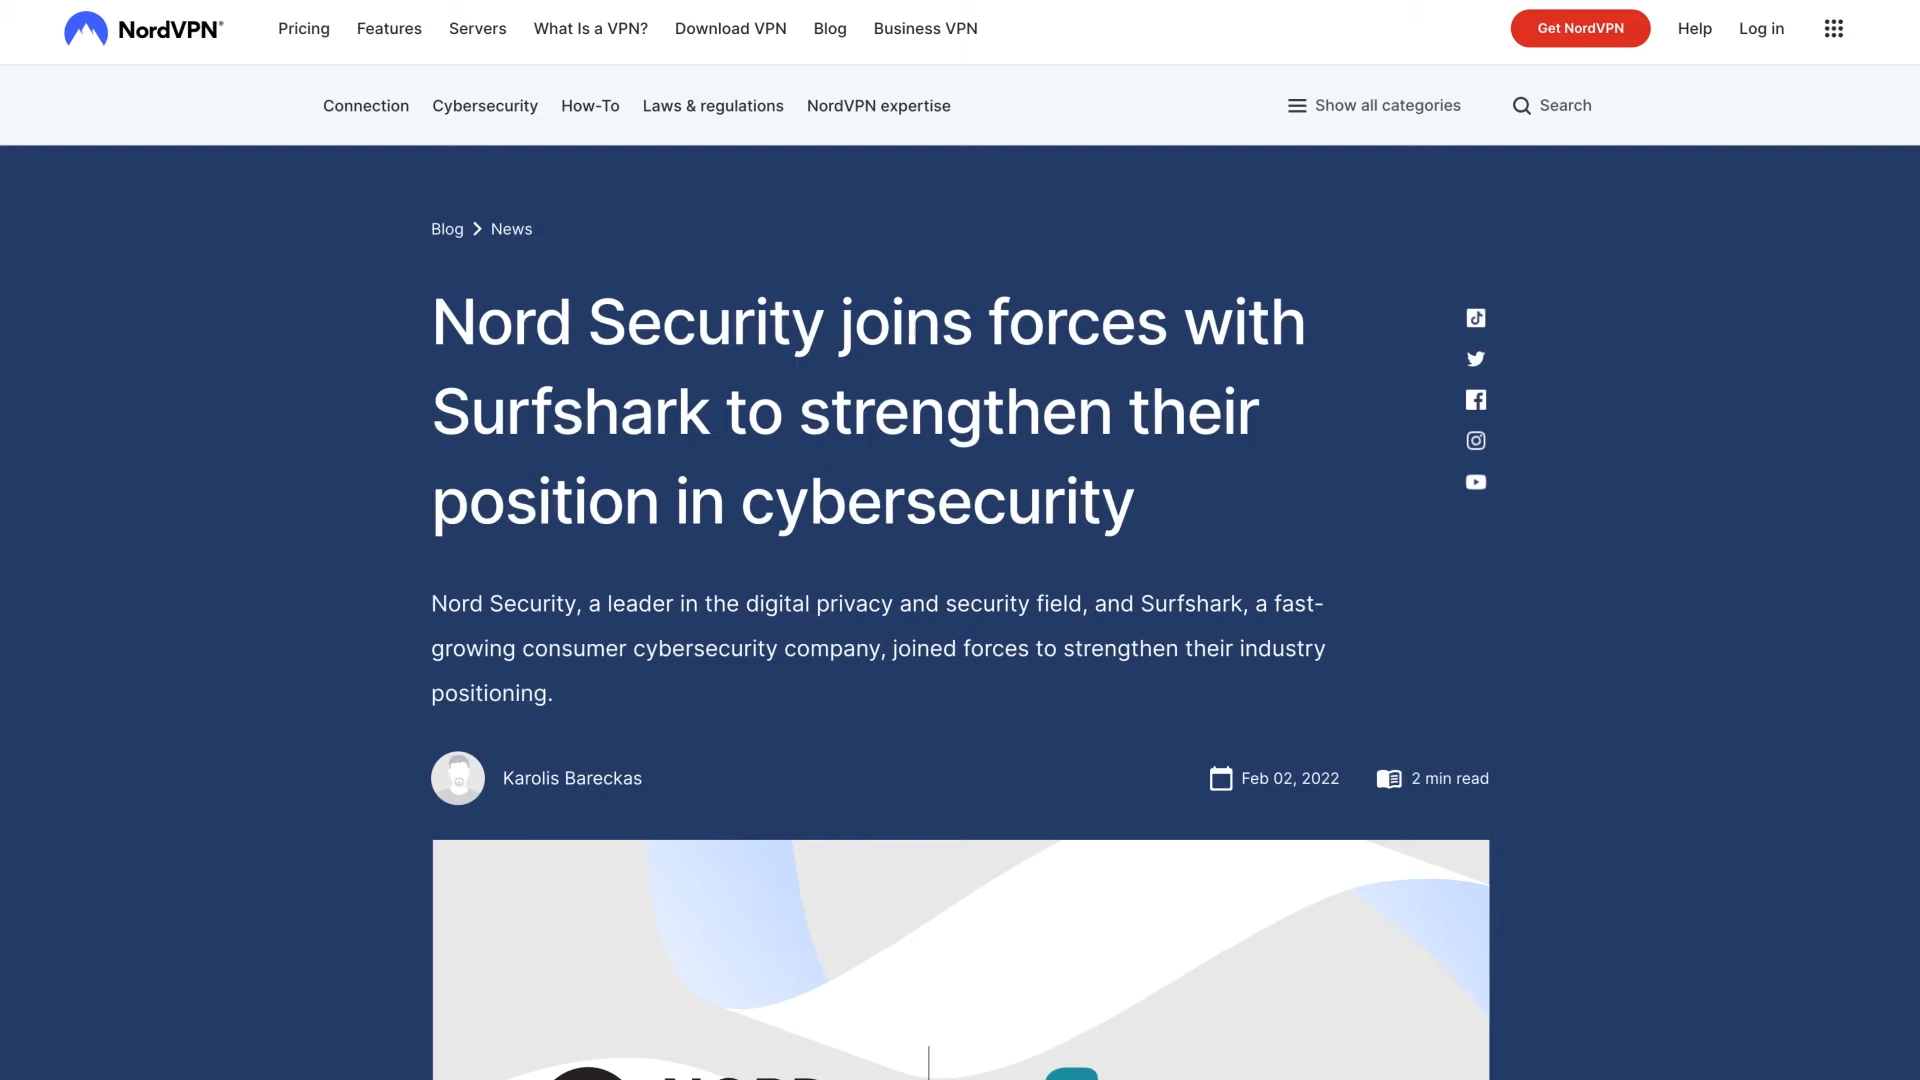 NordVPN®
Pricing
Features
Servers
What Is a VPN?
Download VPN
Blog
Business VPN
Get NordVPN
Help
Log in
Connection
Cybersecurity
How-To
Laws & regulations
NordVPN expertise
Show all categories
Search
Blog
News
Nord Security joins forces with
Surfshark to strengthen their
position in cybersecurity
Nord Security, a leader in the digital privacy and security field, and Surfshark, a fast-
growing consumer cybersecurity company, joined forces to strengthen their industry
positioning.
Karolis Bareckas
Feb 02, 2022
2 min read